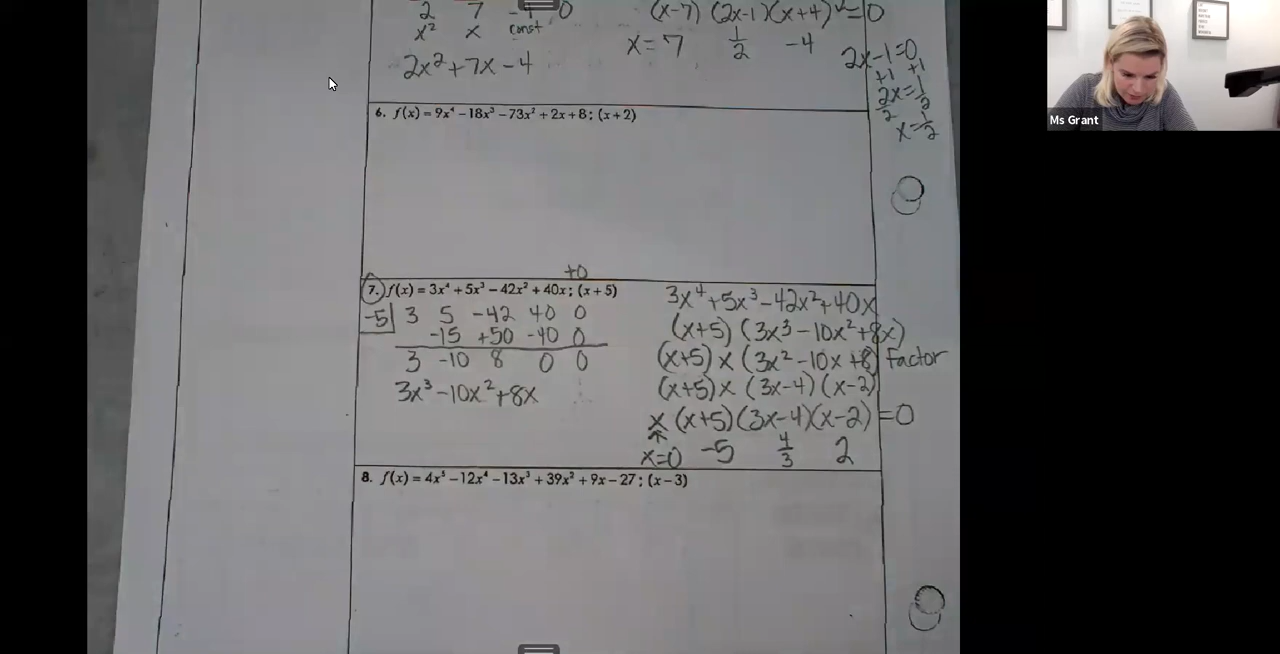 2 7 -4 0
x² x const
2x² + 7x - 4
(x-7) (2x-1)(x+4) = 0
x = 7 1/2 -4
2x-1=0
+1 +1
2x=1
2 2
x=1/2
6. f(x) = 9x⁴ - 18x³ - 73x² + 2x + 8; (x + 2)
+0
7. f(x) = 3x⁴ + 5x³ - 42x² + 40x; (x + 5)
-5 3 5 -42 40 0
-15 +50 -40 0
3 -10 8 0 0
3x³ - 10x² + 8x
3x⁴ + 5x³ - 42x² + 40x
(x+5) (3x³ - 10x² + 8x)
(x+5) x (3x² - 10x + 8) Factor
(x+5) x (3x-4) (x-2)
x (x+5)(3x-4)(x-2) = 0
x=0 -5 4/3 2
8. f(x) = 4x⁵ - 12x⁴ - 13x³ + 39x² + 9x - 27; (x - 3)
Ms Grant